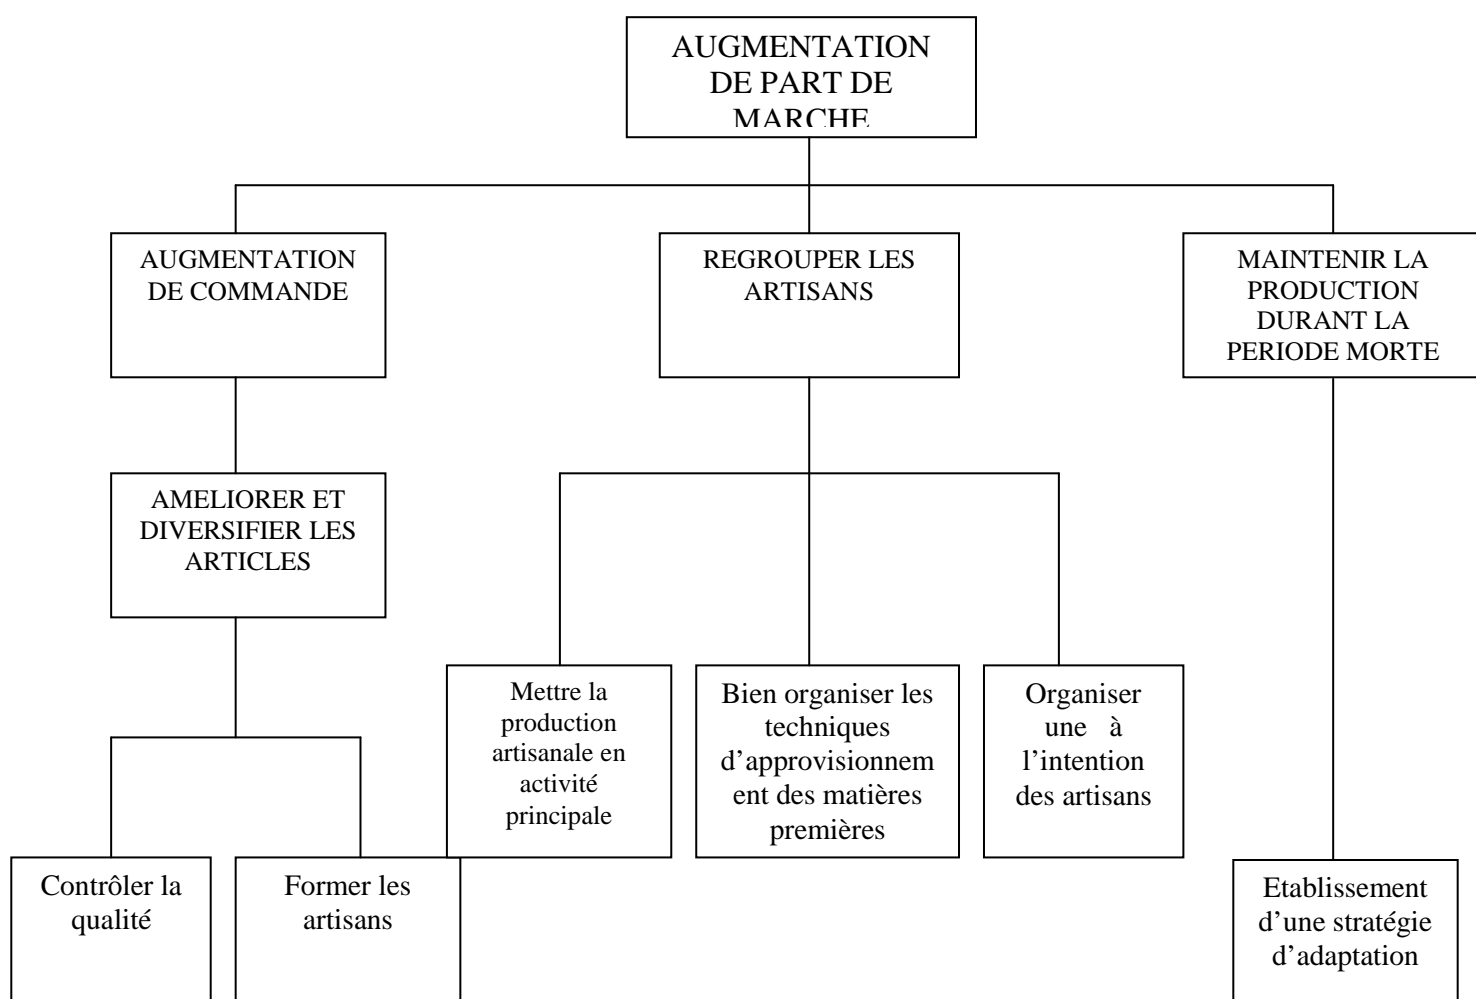 AUGMENTATION
DE PART DE
MARCHE
AUGMENTATION
DE COMMANDE
REGROUPER LES
ARTISANS
MAINTENIR LA
PRODUCTION
DURANT LA
PERIODE MORTE
AMELIORER ET
DIVERSIFIER LES
ARTICLES
Mettre la
production
artisanale en
activité
principale
Bien organiser les
techniques
d’approvisionnem
ent des matières
premières
Organiser
une à
l’intention
des artisans
Contrôler la
qualité
Former les
artisans
Etablissement
d’une stratégie
d’adaptation